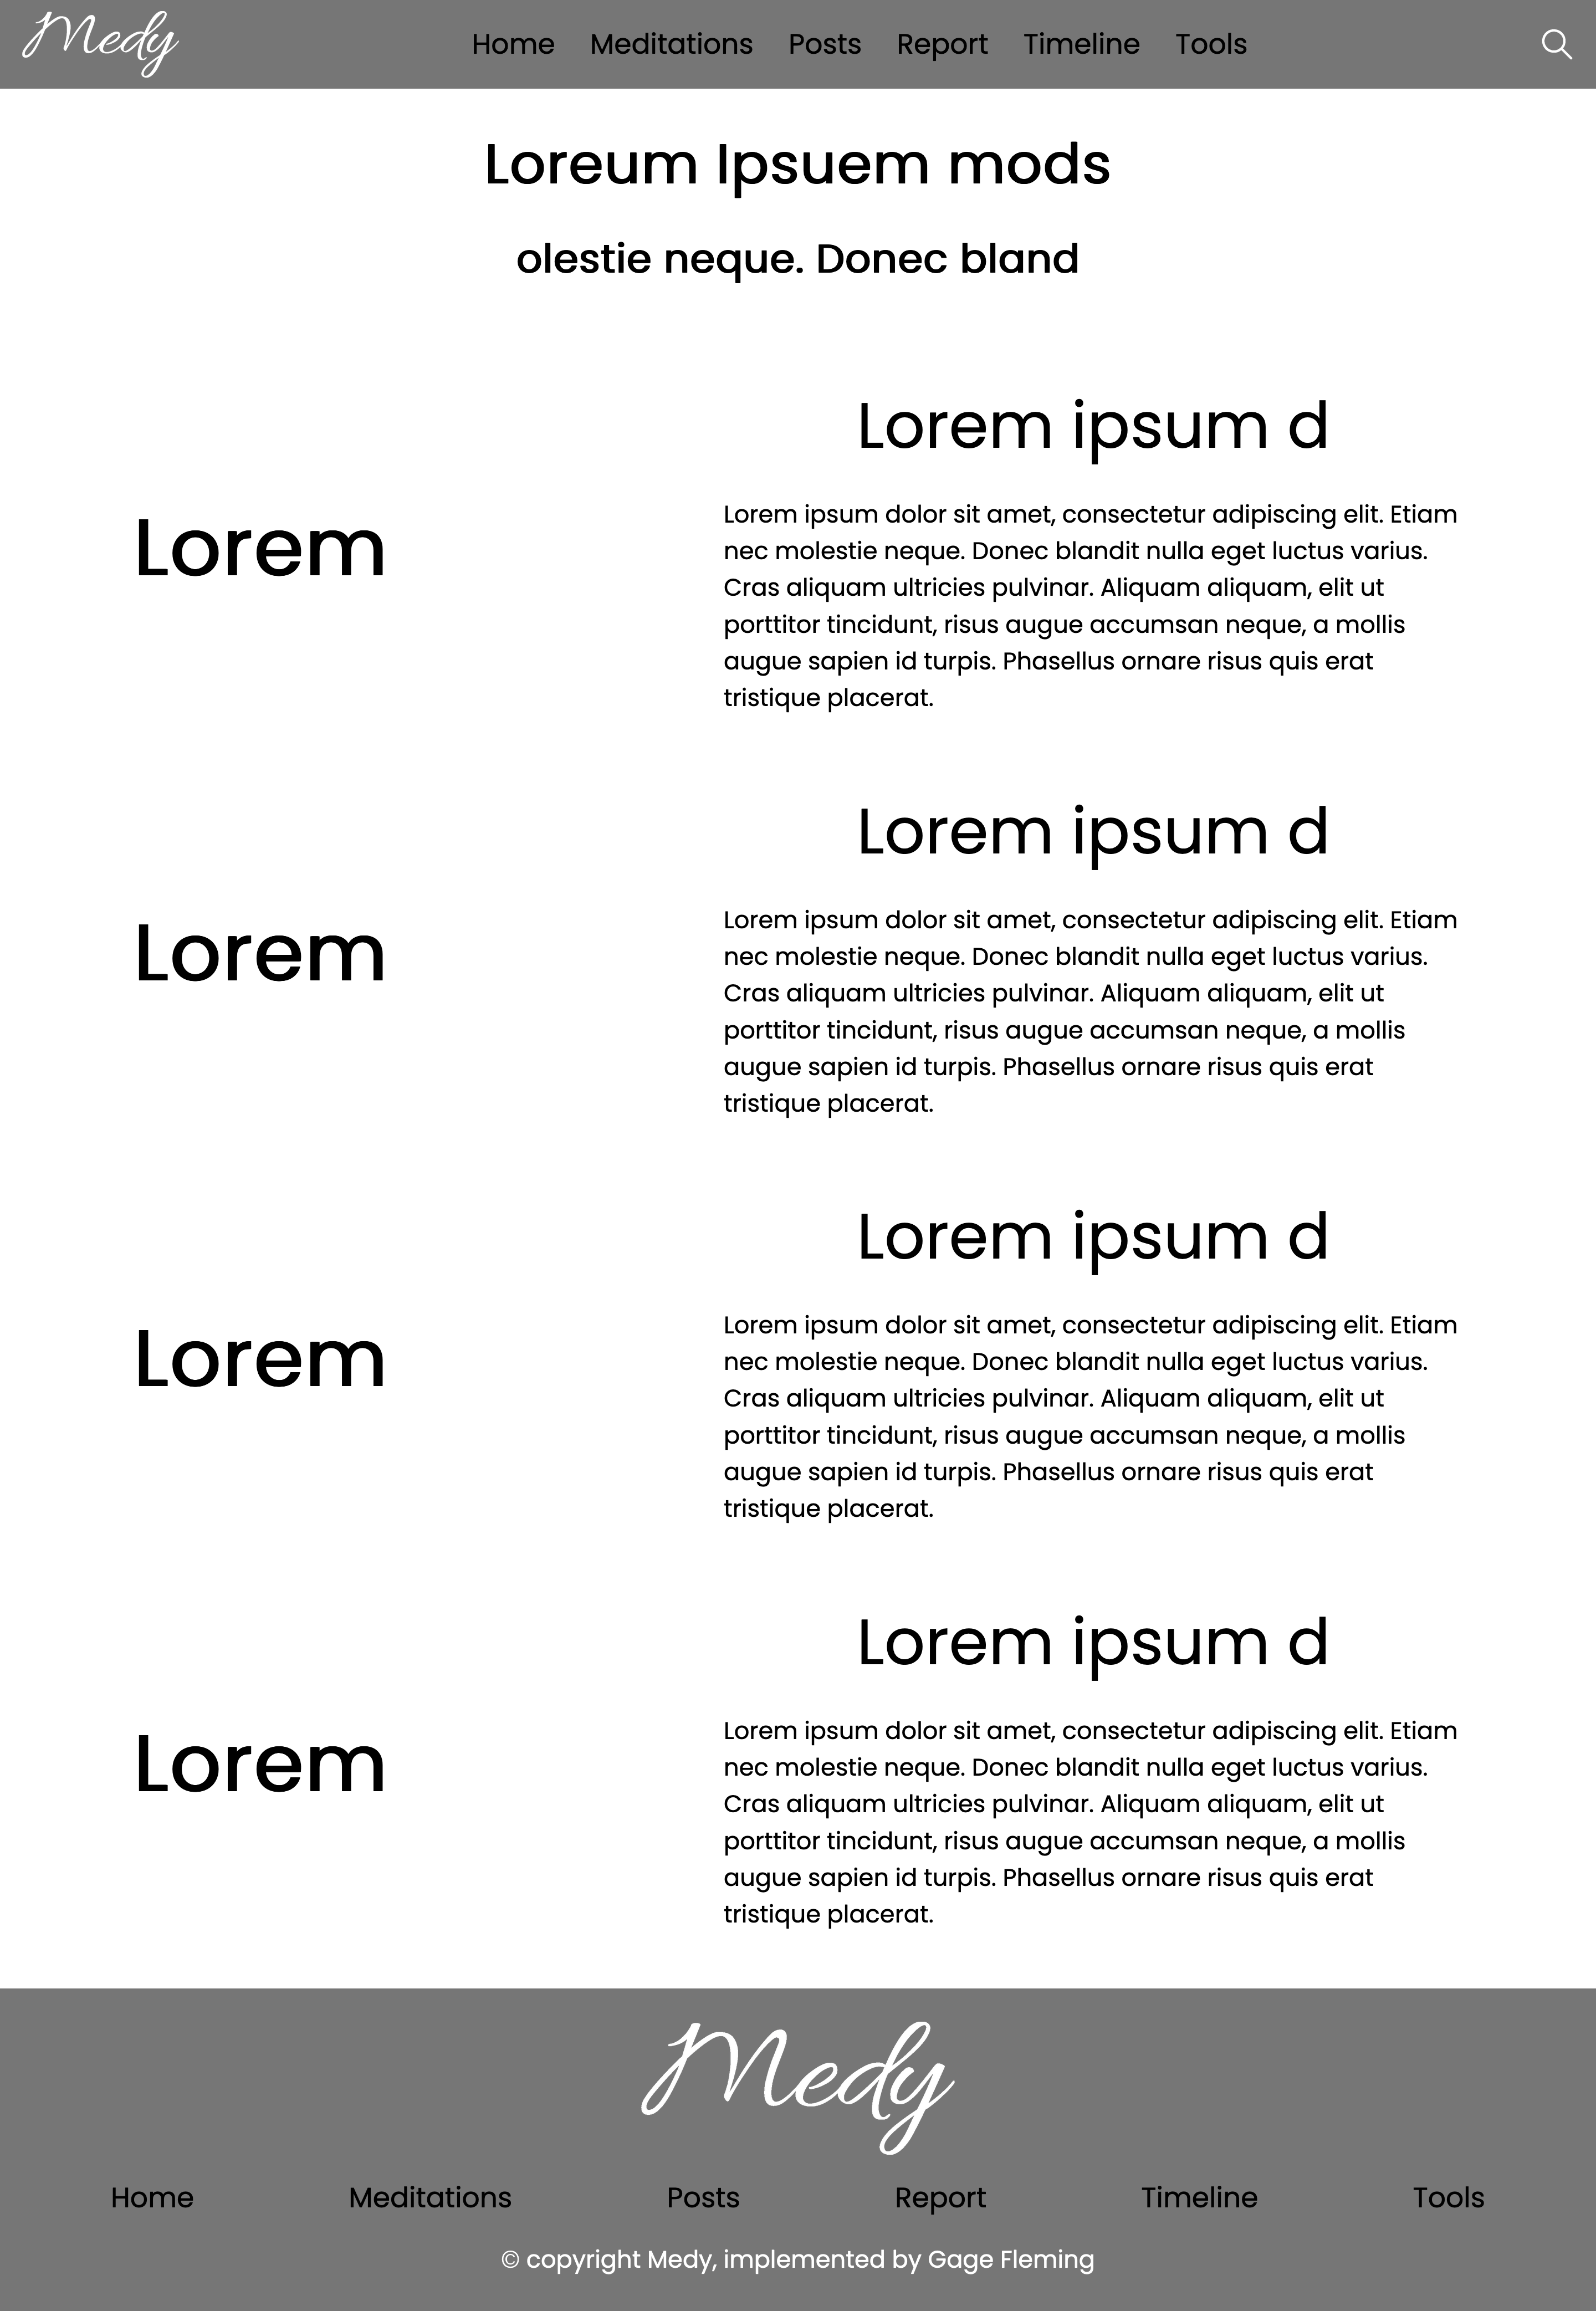 Medy
Home Meditations Posts Report Timeline Tools
Loreum Ipsuem mods
olestie neque. Donec bland
Lorem
Lorem ipsum d
Lorem ipsum dolor sit amet, consectetur adipiscing elit. Etiam
nec molestie neque. Donec blandit nulla eget luctus varius.
Cras aliquam ultricies pulvinar. Aliquam aliquam, elit ut
porttitor tincidunt, risus augue accumsan neque, a mollis
augue sapien id turpis. Phasellus ornare risus quis erat
tristique placerat.
Lorem
Lorem ipsum d
Lorem ipsum dolor sit amet, consectetur adipiscing elit. Etiam
nec molestie neque. Donec blandit nulla eget luctus varius.
Cras aliquam ultricies pulvinar. Aliquam aliquam, elit ut
porttitor tincidunt, risus augue accumsan neque, a mollis
augue sapien id turpis. Phasellus ornare risus quis erat
tristique placerat.
Lorem
Lorem ipsum d
Lorem ipsum dolor sit amet, consectetur adipiscing elit. Etiam
nec molestie neque. Donec blandit nulla eget luctus varius.
Cras aliquam ultricies pulvinar. Aliquam aliquam, elit ut
porttitor tincidunt, risus augue accumsan neque, a mollis
augue sapien id turpis. Phasellus ornare risus quis erat
tristique placerat.
Lorem
Lorem ipsum d
Lorem ipsum dolor sit amet, consectetur adipiscing elit. Etiam
nec molestie neque. Donec blandit nulla eget luctus varius.
Cras aliquam ultricies pulvinar. Aliquam aliquam, elit ut
porttitor tincidunt, risus augue accumsan neque, a mollis
augue sapien id turpis. Phasellus ornare risus quis erat
tristique placerat.
Medy
Home Meditations Posts Report Timeline Tools
© copyright Medy, implemented by Gage Fleming